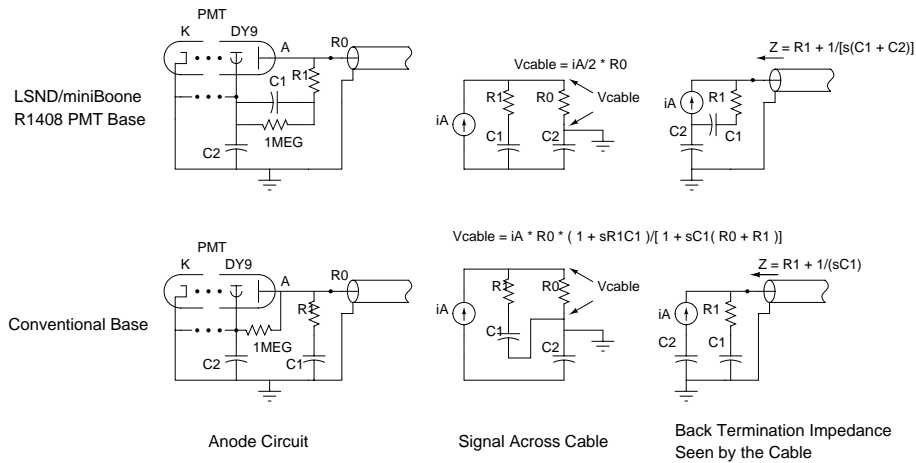 PMT
K DY9 A R0
R1
C1
1MEG
C2
LSND/miniBoone
R1408 PMT Base
Vcable = iA/2 * R0
iA R1 R0 Vcable
C1 C2
Z = R1 + 1/[s(C1 + C2)]
iA R1
C2 C1
Vcable = iA * R0 * ( 1 + sR1C1 )/[ 1 + sC1( R0 + R1 )]
PMT
K DY9 A R0
R1
1MEG
C2 C1
Conventional Base
iA R1 R0 Vcable
C1 C2
Z = R1 + 1/(sC1)
iA R1
C2 C1
Anode Circuit
Signal Across Cable
Back Termination Impedance
Seen by the Cable